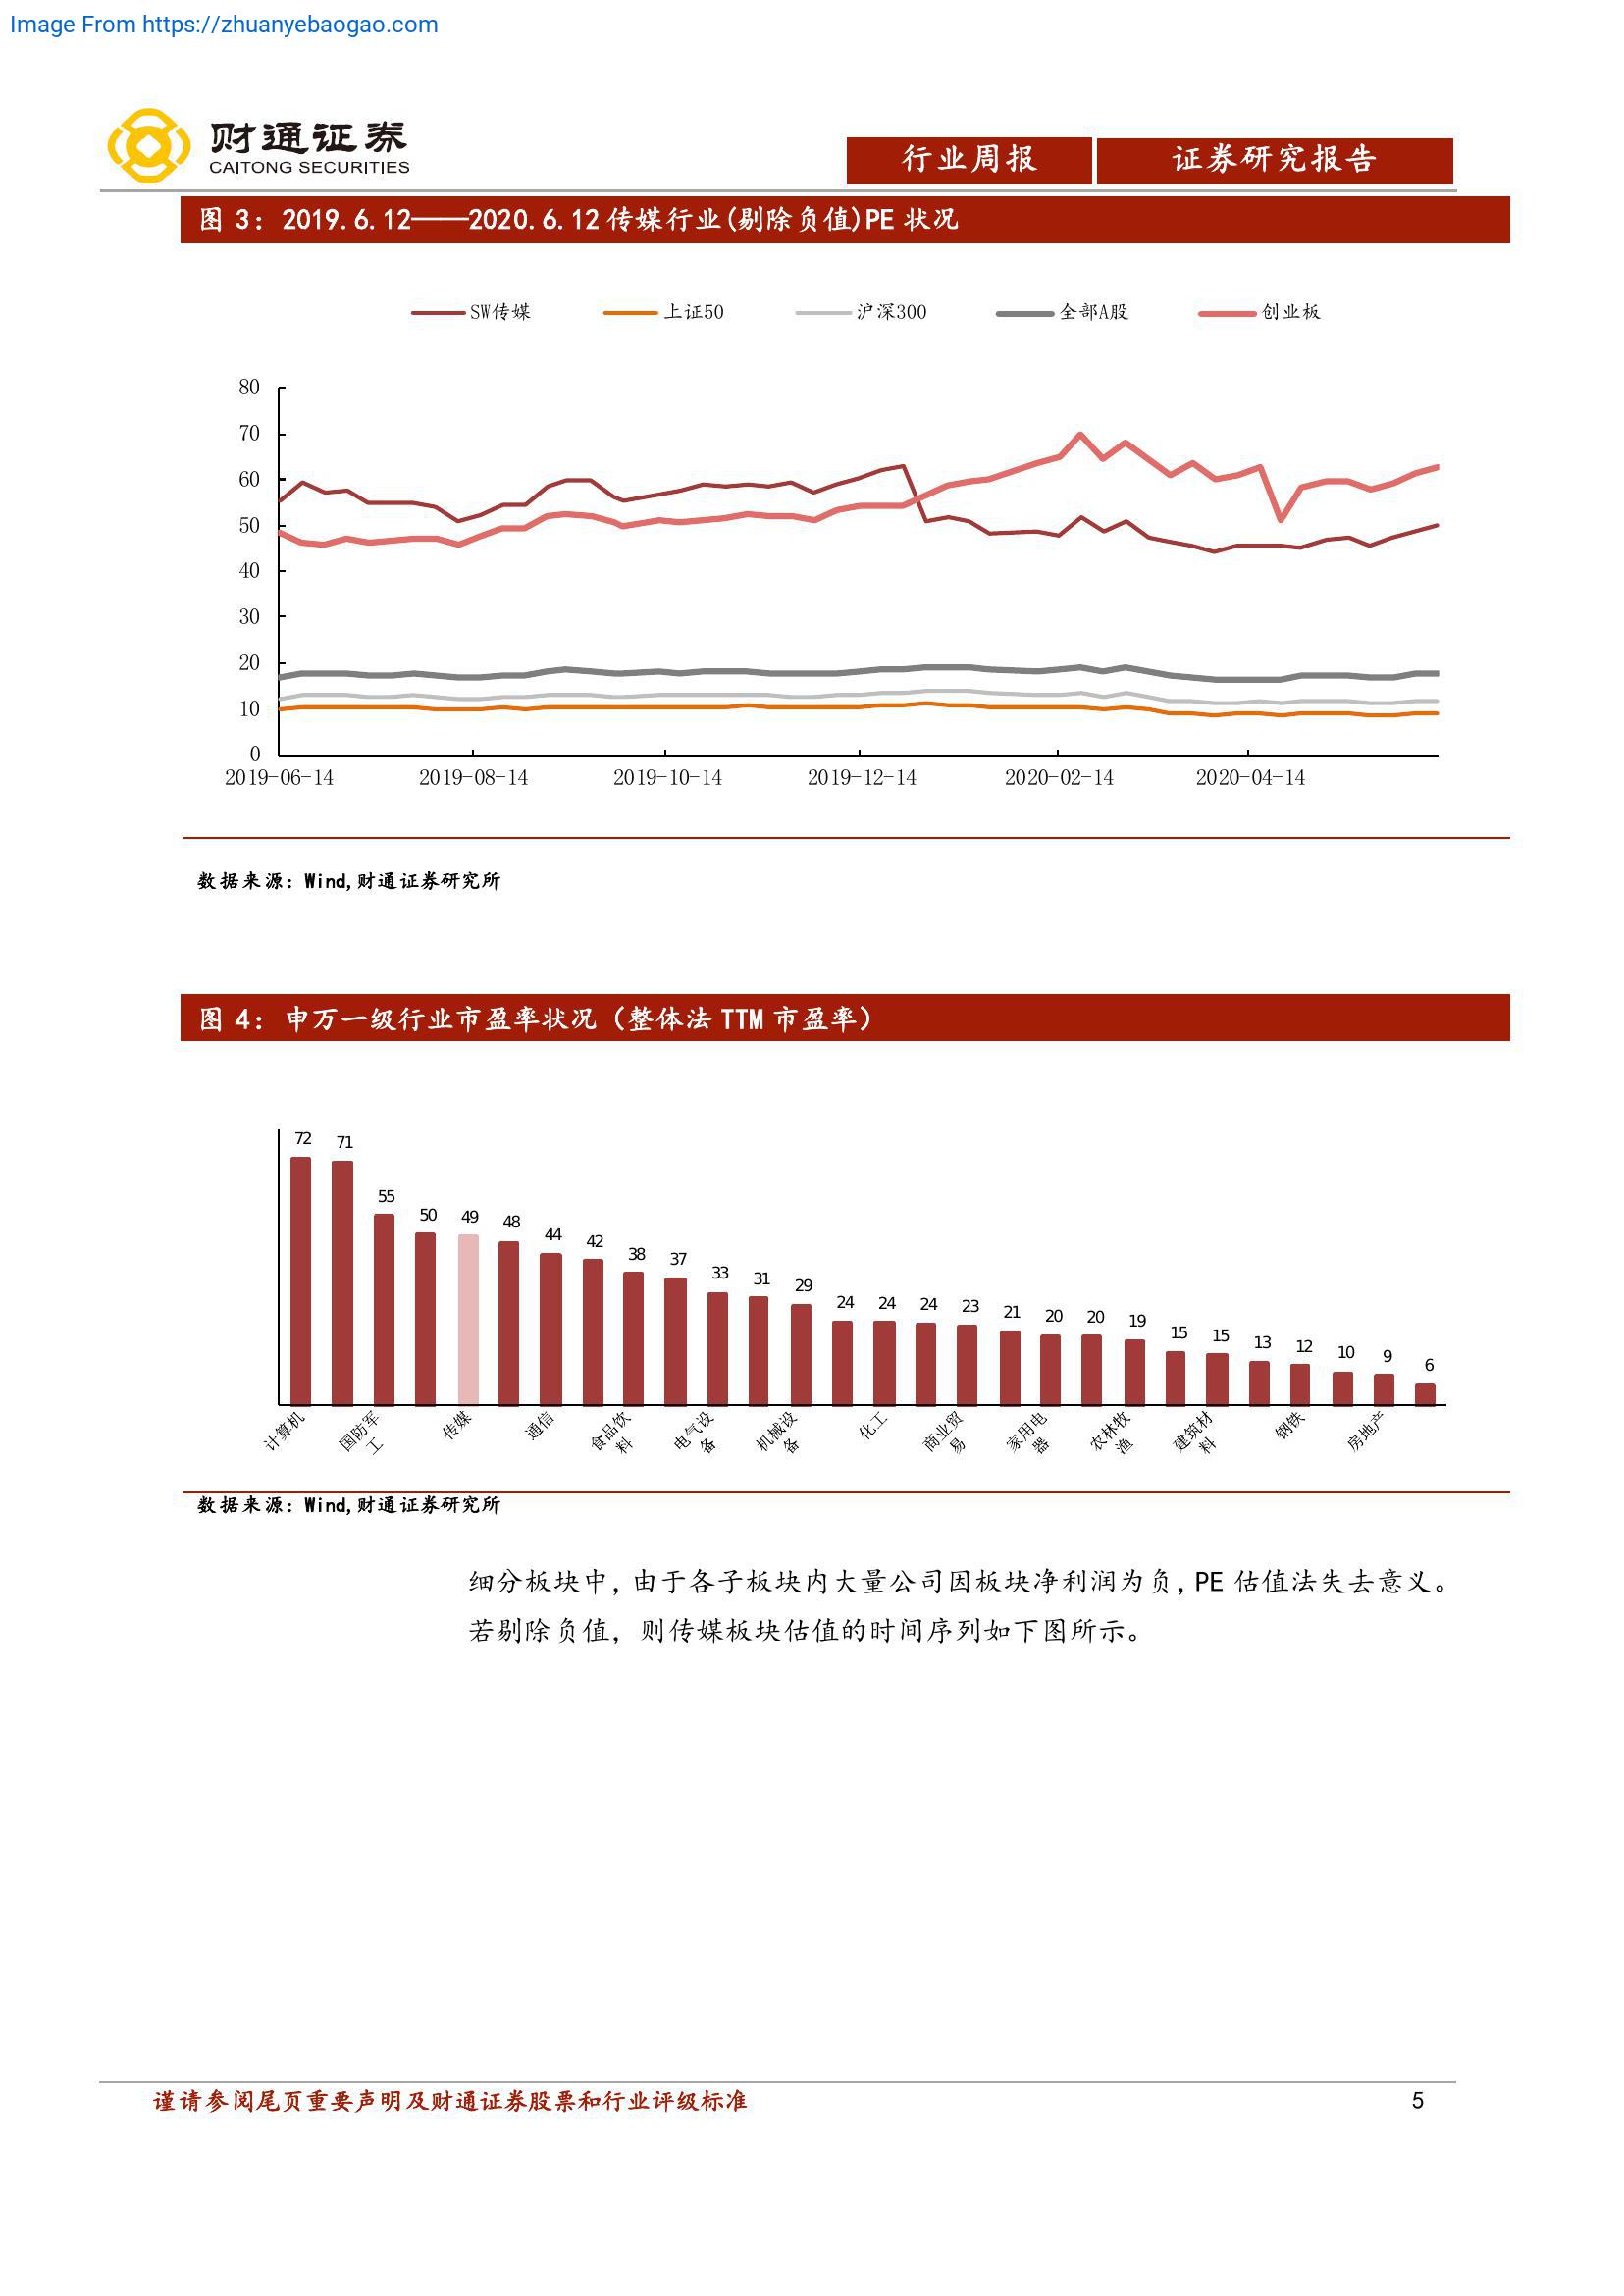 Image From https://zhuanyebaogao.com
财通证券
CAITONG SECURITIES
行业周报
证券研究报告
图 3: 2019.6.12——2020.6.12 传媒行业(剔除负值)PE 状况
SW传媒 上证50 沪深300 全部A股 创业板
80
70
60
50
40
30
20
10
0
2019-06-14 2019-08-14 2019-10-14 2019-12-14 2020-02-14 2020-04-14
数据来源: Wind,财通证券研究所
图 4: 申万一级行业市盈率状况（整体法 TTM 市盈率）
72 71 55 50 49 48 44 42 38 37 33 31 29 24 24 24 23 21 20 20 19 15 15 13 12 10 9 6
计算机 国防军工 传媒 通信 食品饮料 电气设备 机械设备 化工 商业贸易 家用电器 农林牧渔 建筑材料 钢铁 房地产
数据来源: Wind,财通证券研究所
细分板块中，由于各子板块内大量公司因板块净利润为负，PE 估值法失去意义。
若剔除负值，则传媒板块估值的时间序列如下图所示。
谨请参阅尾页重要声明及财通证券股票和行业评级标准
5